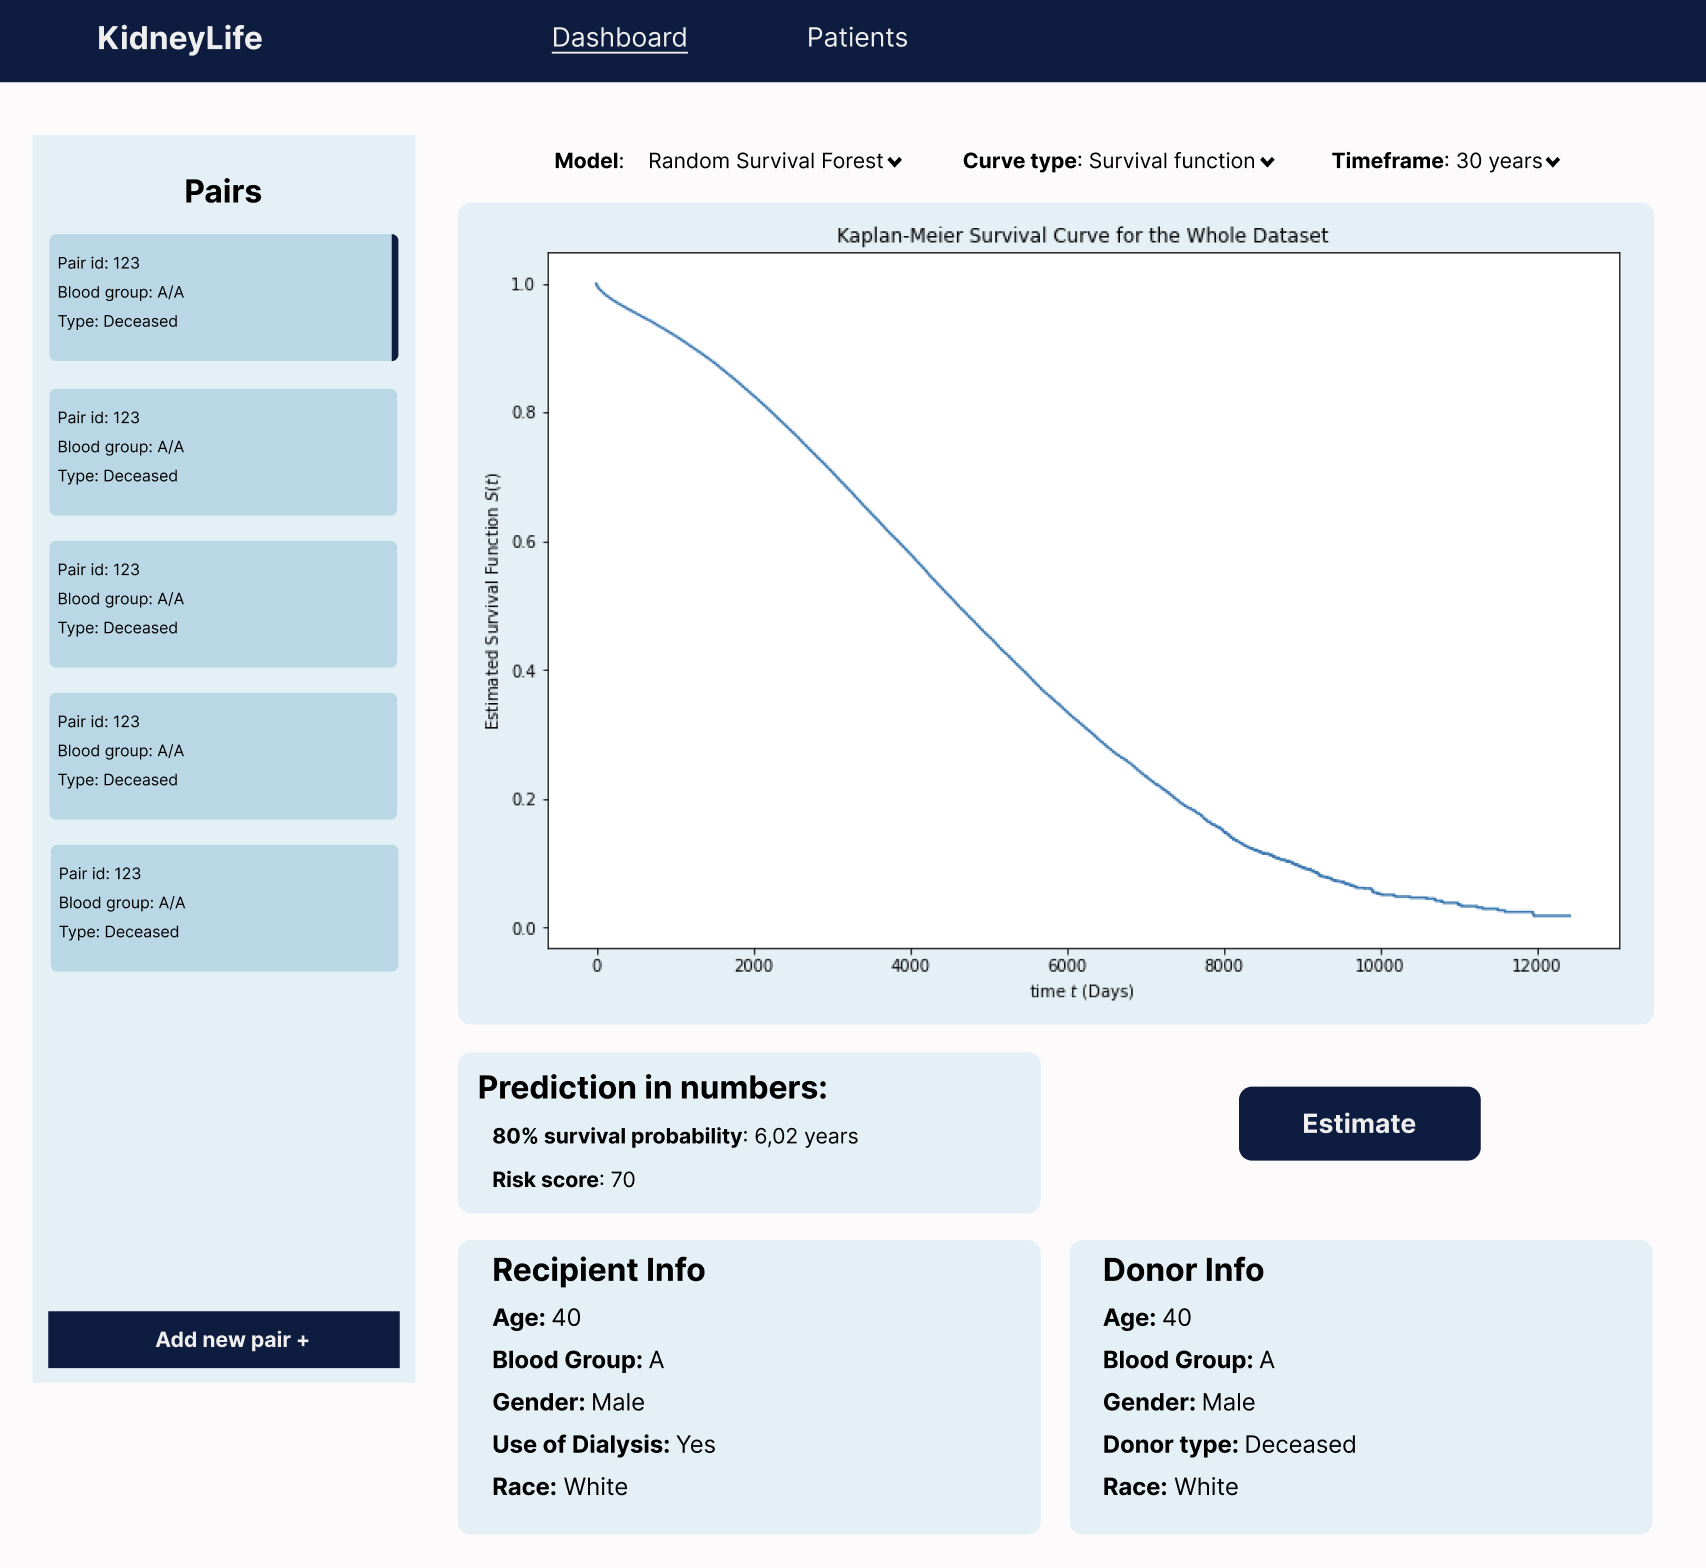 KidneyLife
Dashboard Patients
Pairs
Pair id: 123
Blood group: A/A
Type: Deceased
Pair id: 123
Blood group: A/A
Type: Deceased
Pair id: 123
Blood group: A/A
Type: Deceased
Pair id: 123
Blood group: A/A
Type: Deceased
Pair id: 123
Blood group: A/A
Type: Deceased
Add new pair +
Model: Random Survival Forest Curve type: Survival function Timeframe: 30 years
Kaplan-Meier Survival Curve for the Whole Dataset
Estimated Survival Function S(t)
1.0
0.8
0.6
0.4
0.2
0.0
0 2000 4000 6000 8000 10000 12000
time t (Days)
Prediction in numbers:
80% survival probability: 6,02 years
Risk score: 70
Estimate
Recipient Info
Age: 40
Blood Group: A
Gender: Male
Use of Dialysis: Yes
Race: White
Donor Info
Age: 40
Blood Group: A
Gender: Male
Donor type: Deceased
Race: White